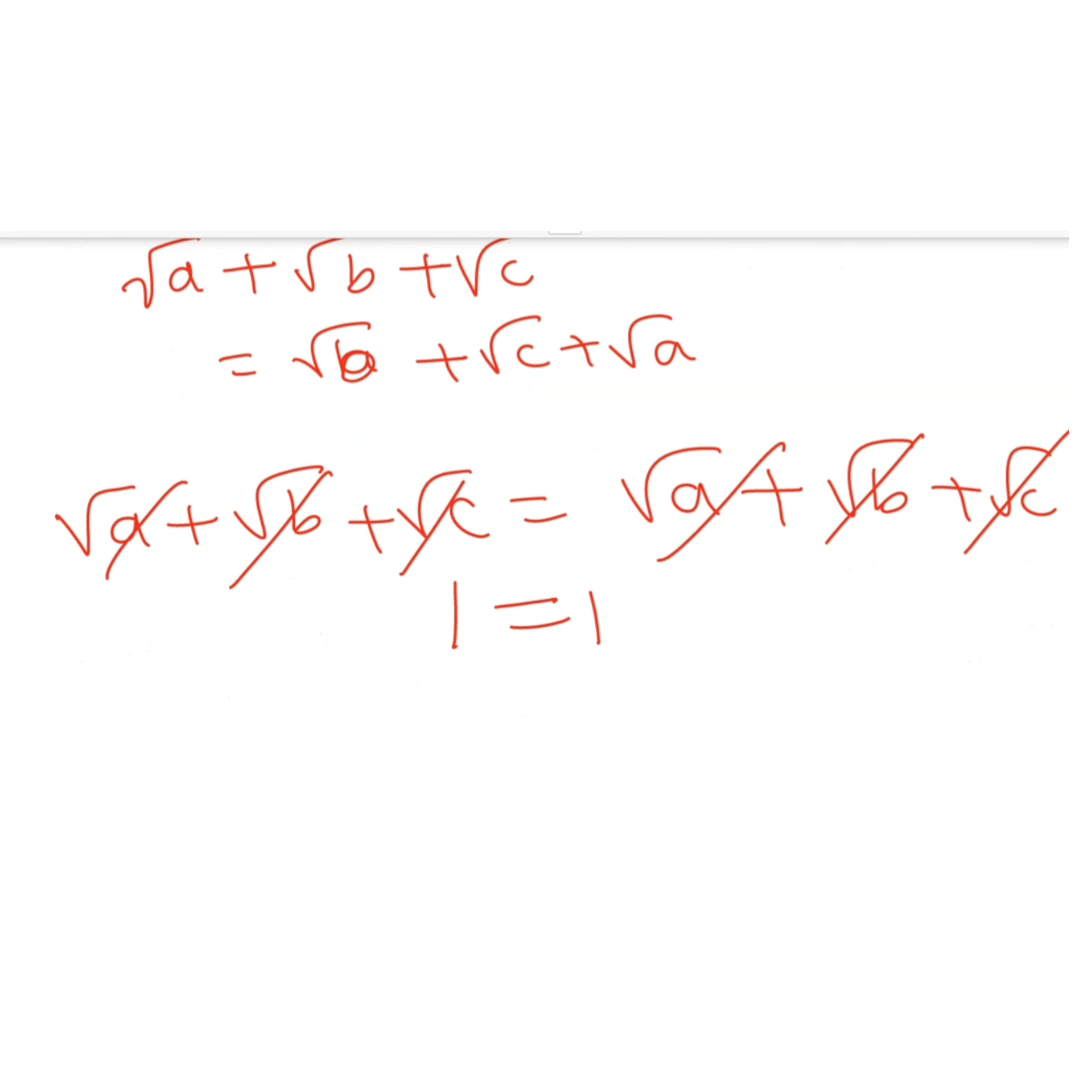 √a + √b + √c
= √b + √c + √a
√a + √b + √c = √a + √b + √c
1 = 1